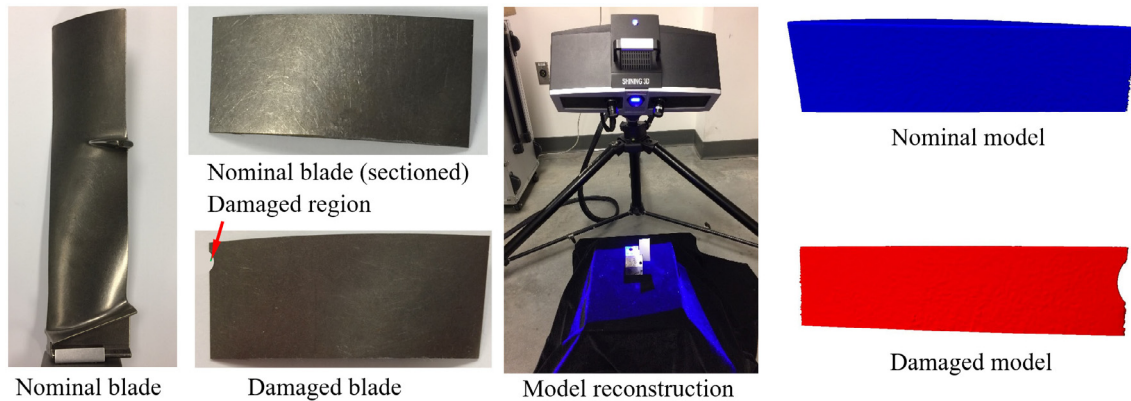 Nominal blade (sectioned)
Damaged region
SHINING 3D
Nominal model
Nominal blade
Damaged blade
Model reconstruction
Damaged model